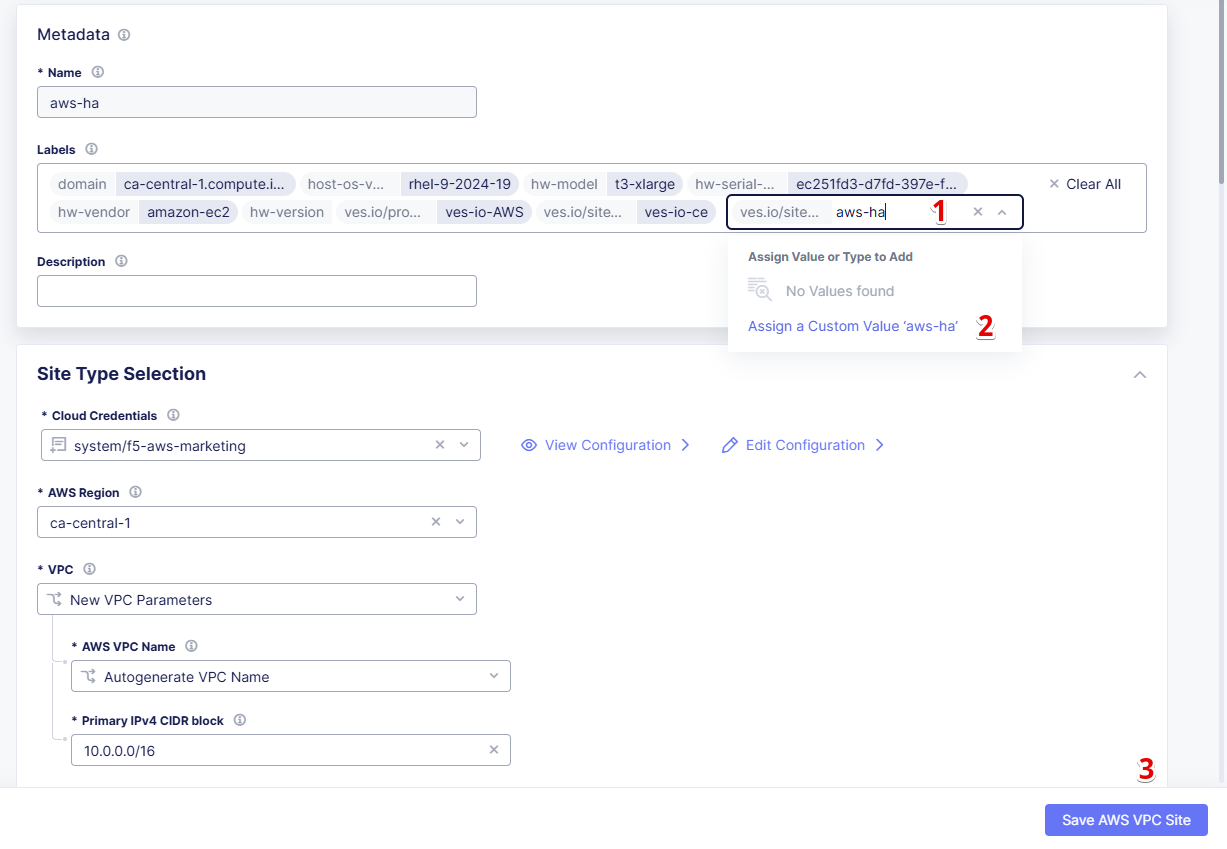 Metadata
* Name
aws-ha
Labels
domain ca-central-1.compute.i... host-os-v... rhel-9-2024-19 hw-model t3-xlarge hw-serial-... ec251fd3-d7fd-397e-f... Clear All
hw-vendor amazon-ec2 hw-version ves.io/pro... ves-io-AWS ves.io/site... ves-io-ce ves.io/site... aws-ha 1
Assign Value or Type to Add
No Values found
Assign a Custom Value ‘aws-ha’ 2
Description
Site Type Selection
* Cloud Credentials
system/f5-aws-marketing View Configuration Edit Configuration
* AWS Region
ca-central-1
* VPC
New VPC Parameters
* AWS VPC Name
Autogenerate VPC Name
* Primary IPv4 CIDR block
10.0.0.0/16
3
Save AWS VPC Site